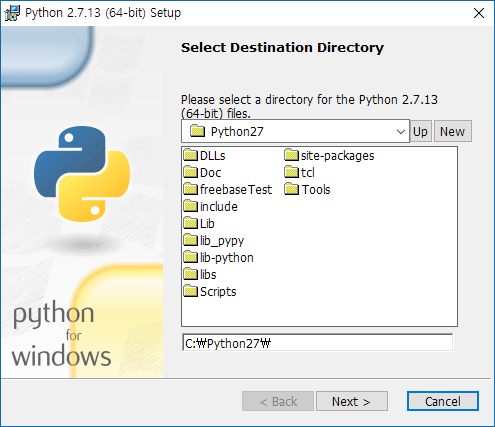 Python 2.7.13 (64-bit) Setup
Select Destination Directory
Please select a directory for the Python 2.7.13
(64-bit) files.
Python27
Up
New
DLLs
Doc
freebaseTest
include
Lib
lib_pypy
lib-python
libs
Scripts
site-packages
tcl
Tools
C:₩Python27₩
python
for
windows
< Back
Next >
Cancel